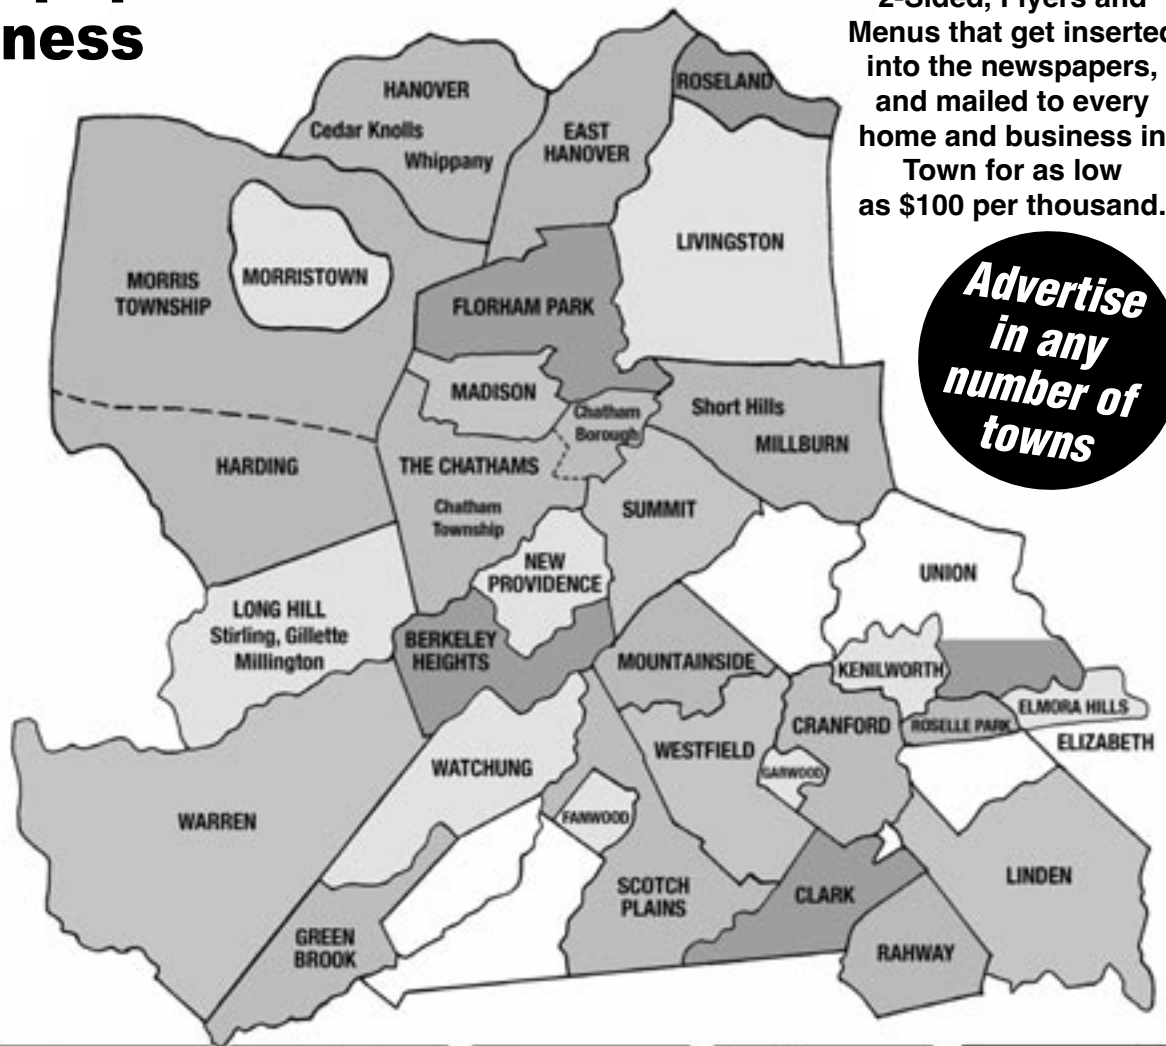 ness
2-Sided, Flyers and
Menus that get inserted
into the newspapers,
and mailed to every
home and business in
Town for as low
as $100 per thousand.
Advertise
in any
number of
towns
HANOVER
Cedar Knolls
Whippany
EAST
HANOVER
ROSELAND
LIVINGSTON
MORRIS
TOWNSHIP
MORRISTOWN
FLORHAM PARK
MADISON
Chatham
Borough
Short Hills
MILLBURN
HARDING
THE CHATHAMS
Chatham
Township
SUMMIT
NEW
PROVIDENCE
UNION
LONG HILL
Stirling, Gillette
Millington
BERKELEY
HEIGHTS
MOUNTAINSIDE
KENILWORTH
ELMORA HILLS
ROSELLE PARK
CRANFORD
ELIZABETH
WESTFIELD
GARWOOD
WATCHUNG
WARREN
FANWOOD
SCOTCH
PLAINS
CLARK
LINDEN
GREEN
BROOK
RAHWAY